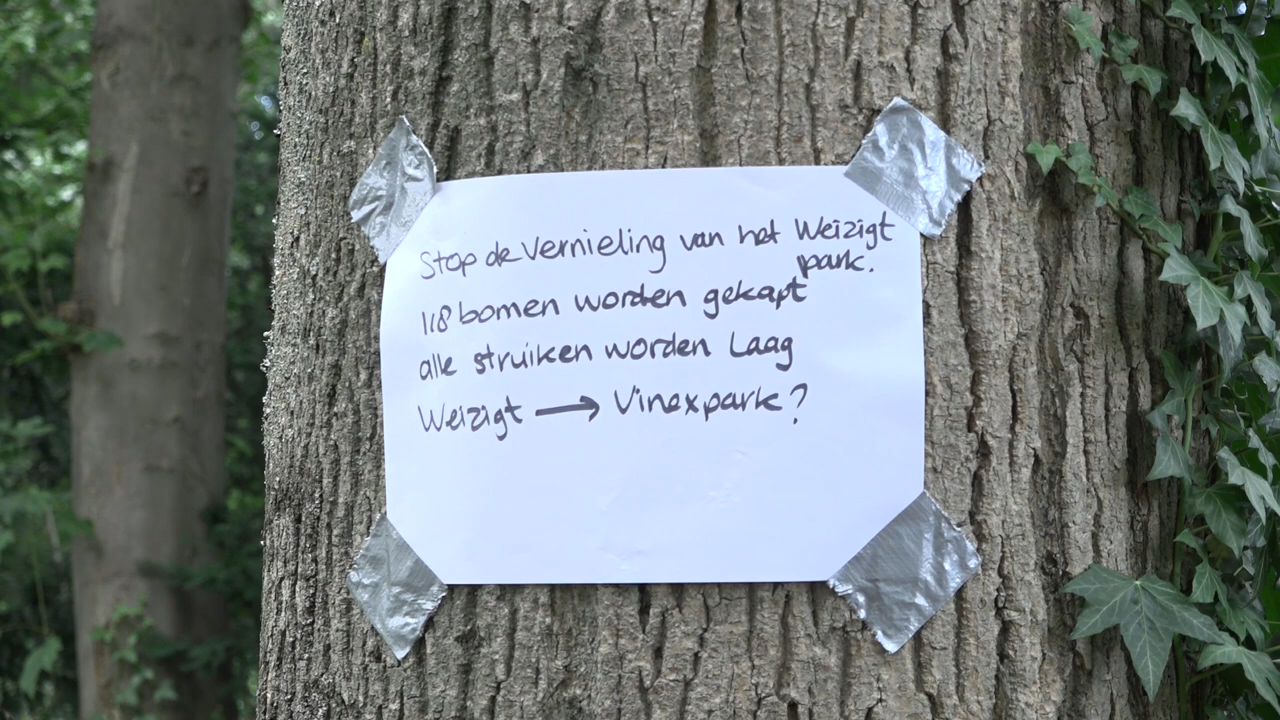 Stop de Vernieling van het Weizigt
park.
118 bomen worden gekapt
alle struiken worden Laag
Weizigt → Vinexpark?